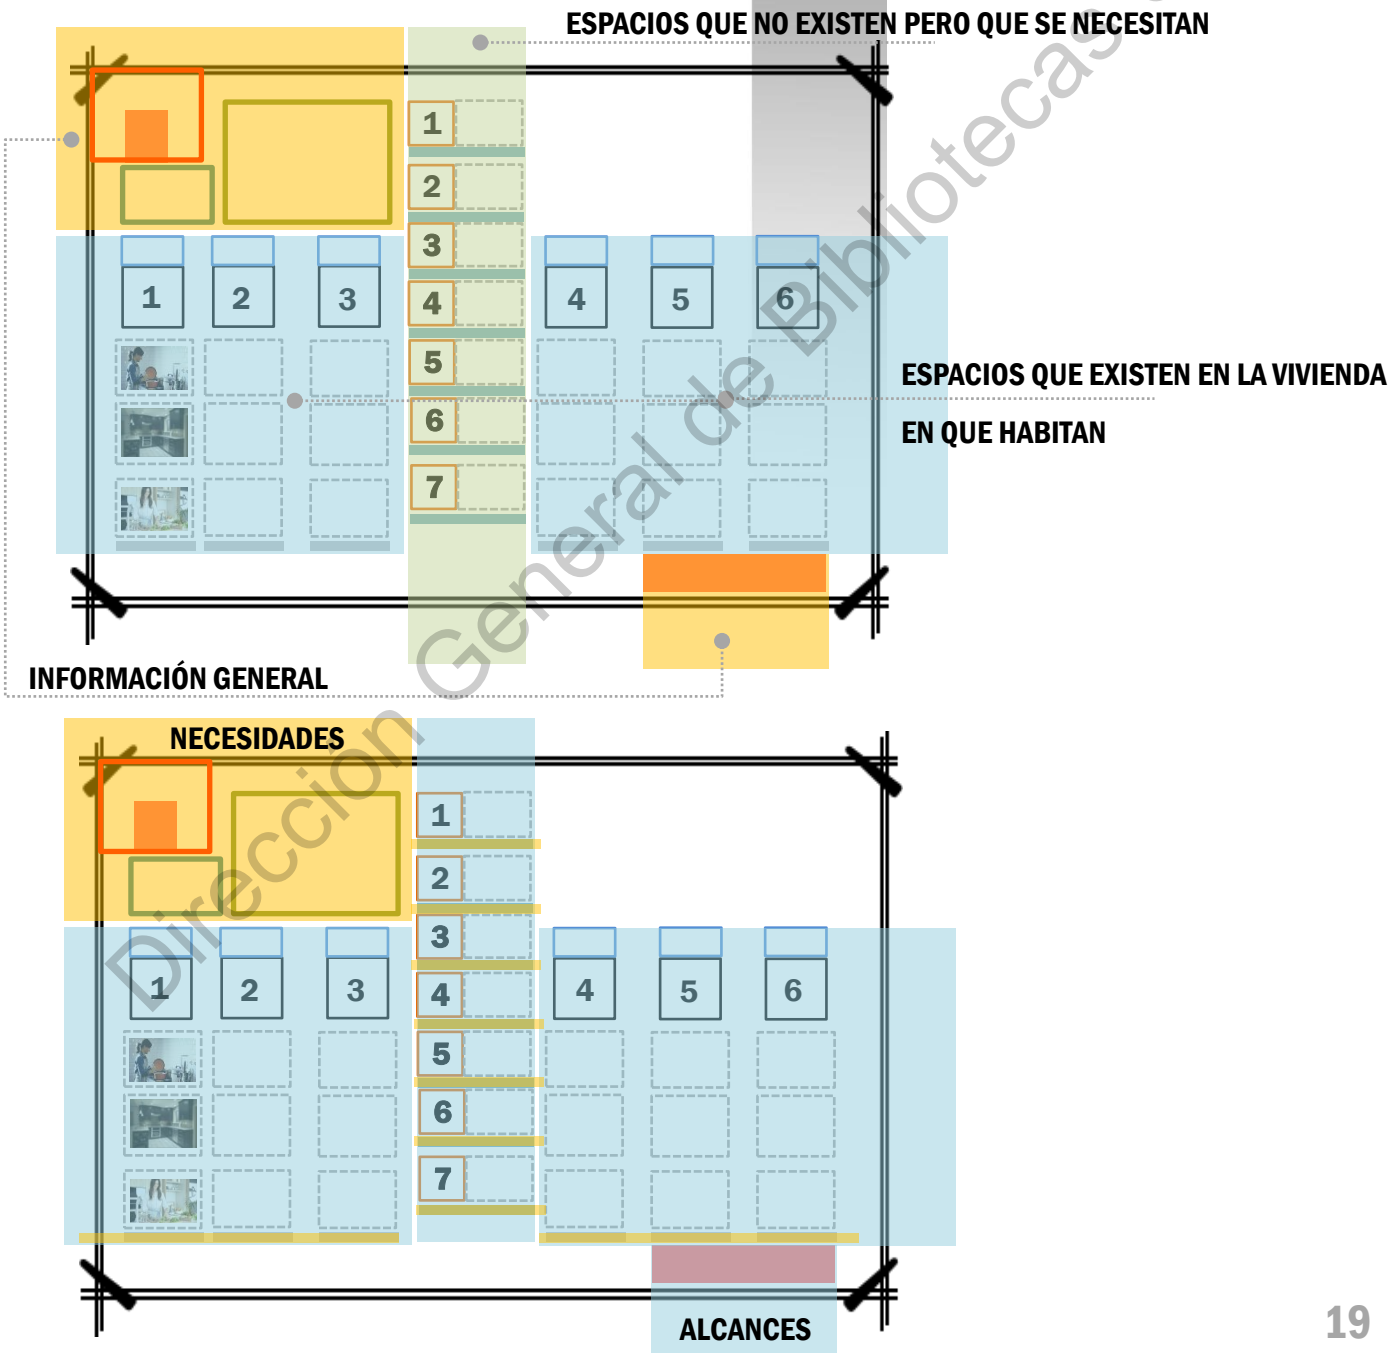 ESPACIOS QUE NO EXISTEN PERO QUE SE NECESITAN
1
2
3
4
5
6
7
1 2 3
4 5 6
ESPACIOS QUE EXISTEN EN LA VIVIENDA
EN QUE HABITAN
INFORMACIÓN GENERAL
NECESIDADES
1
2
3
4
5
6
7
1 2 3
4 5 6
ALCANCES
19
Dirección General de Bibliotecas